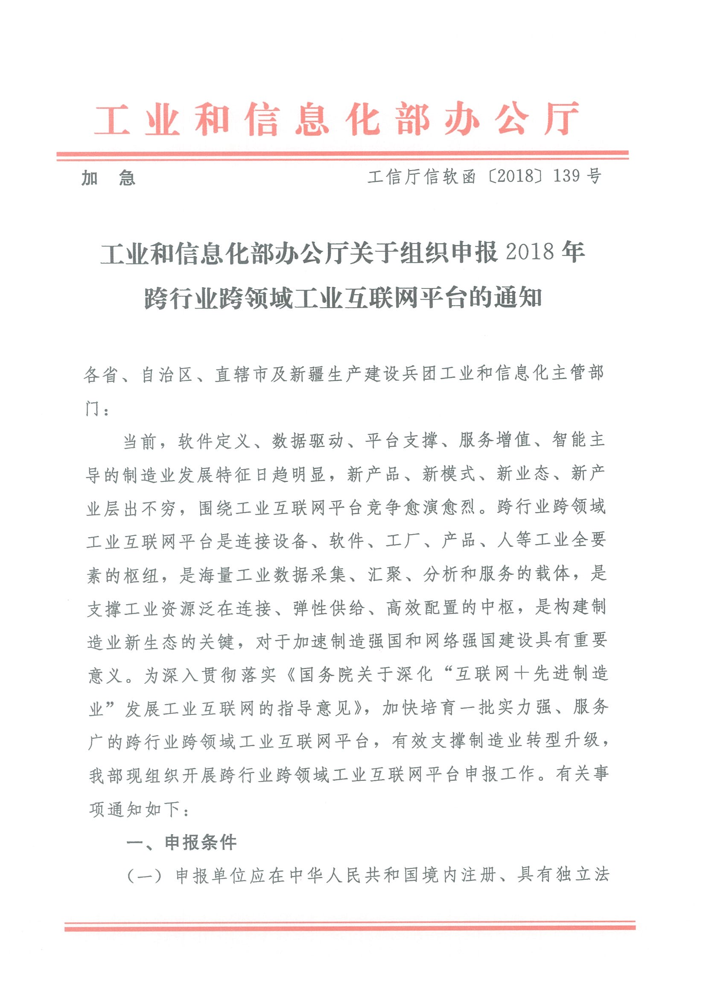 工业和信息化部办公厅
加 急 工信厅信软函〔2018〕139 号
工业和信息化部办公厅关于组织申报 2018 年
跨行业跨领域工业互联网平台的通知
各省、自治区、直辖市及新疆生产建设兵团工业和信息化主管部
门：
当前，软件定义、数据驱动、平台支撑、服务增值、智能主
导的制造业发展特征日趋明显，新产品、新模式、新业态、新产
业层出不穷，围绕工业互联网平台竞争愈演愈烈。跨行业跨领域
工业互联网平台是连接设备、软件、工厂、产品、人等工业全要
素的枢纽，是海量工业数据采集、汇聚、分析和服务的载体，是
支撑工业资源泛在连接、弹性供给、高效配置的中枢，是构建制
造业新生态的关键，对于加速制造强国和网络强国建设具有重要
意义。为深入贯彻落实《国务院关于深化“互联网＋先进制造
业”发展工业互联网的指导意见》，加快培育一批实力强、服务
广的跨行业跨领域工业互联网平台，有效支撑制造业转型升级，
我部现组织开展跨行业跨领域工业互联网平台申报工作。有关事
项通知如下：
一、申报条件
（一）申报单位应在中华人民共和国境内注册、具有独立法